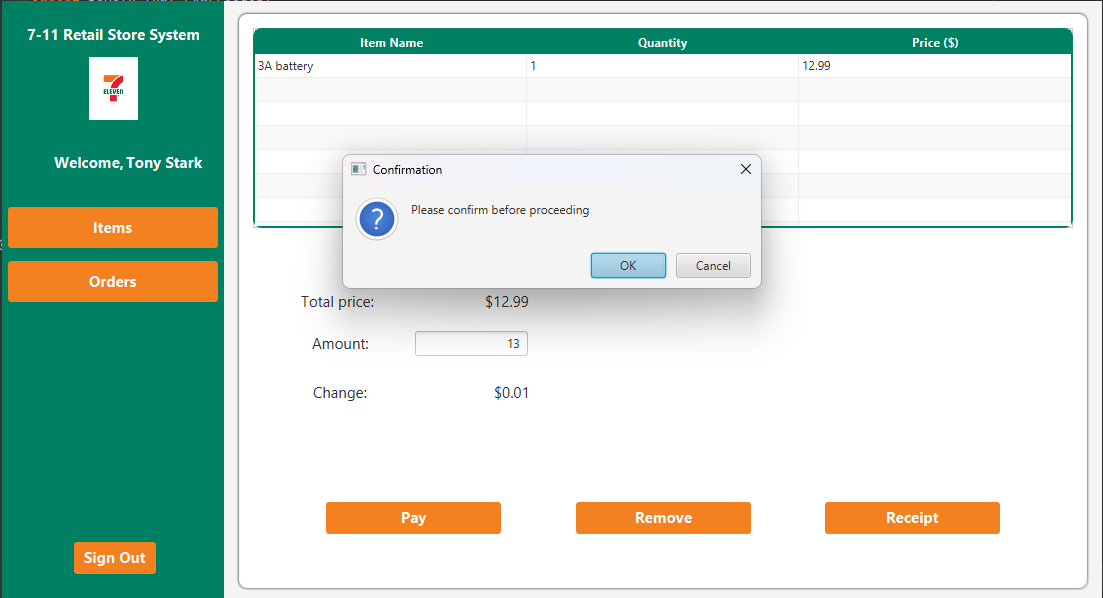 7-11 Retail Store System
7
ELEVEN
Welcome, Tony Stark
Items
Orders
Sign Out
Item Name Quantity Price ($)
3A battery 1 12.99
Confirmation
?
Please confirm before proceeding
OK Cancel
Total price: $12.99
Amount: 13
Change: $0.01
Pay Remove Receipt